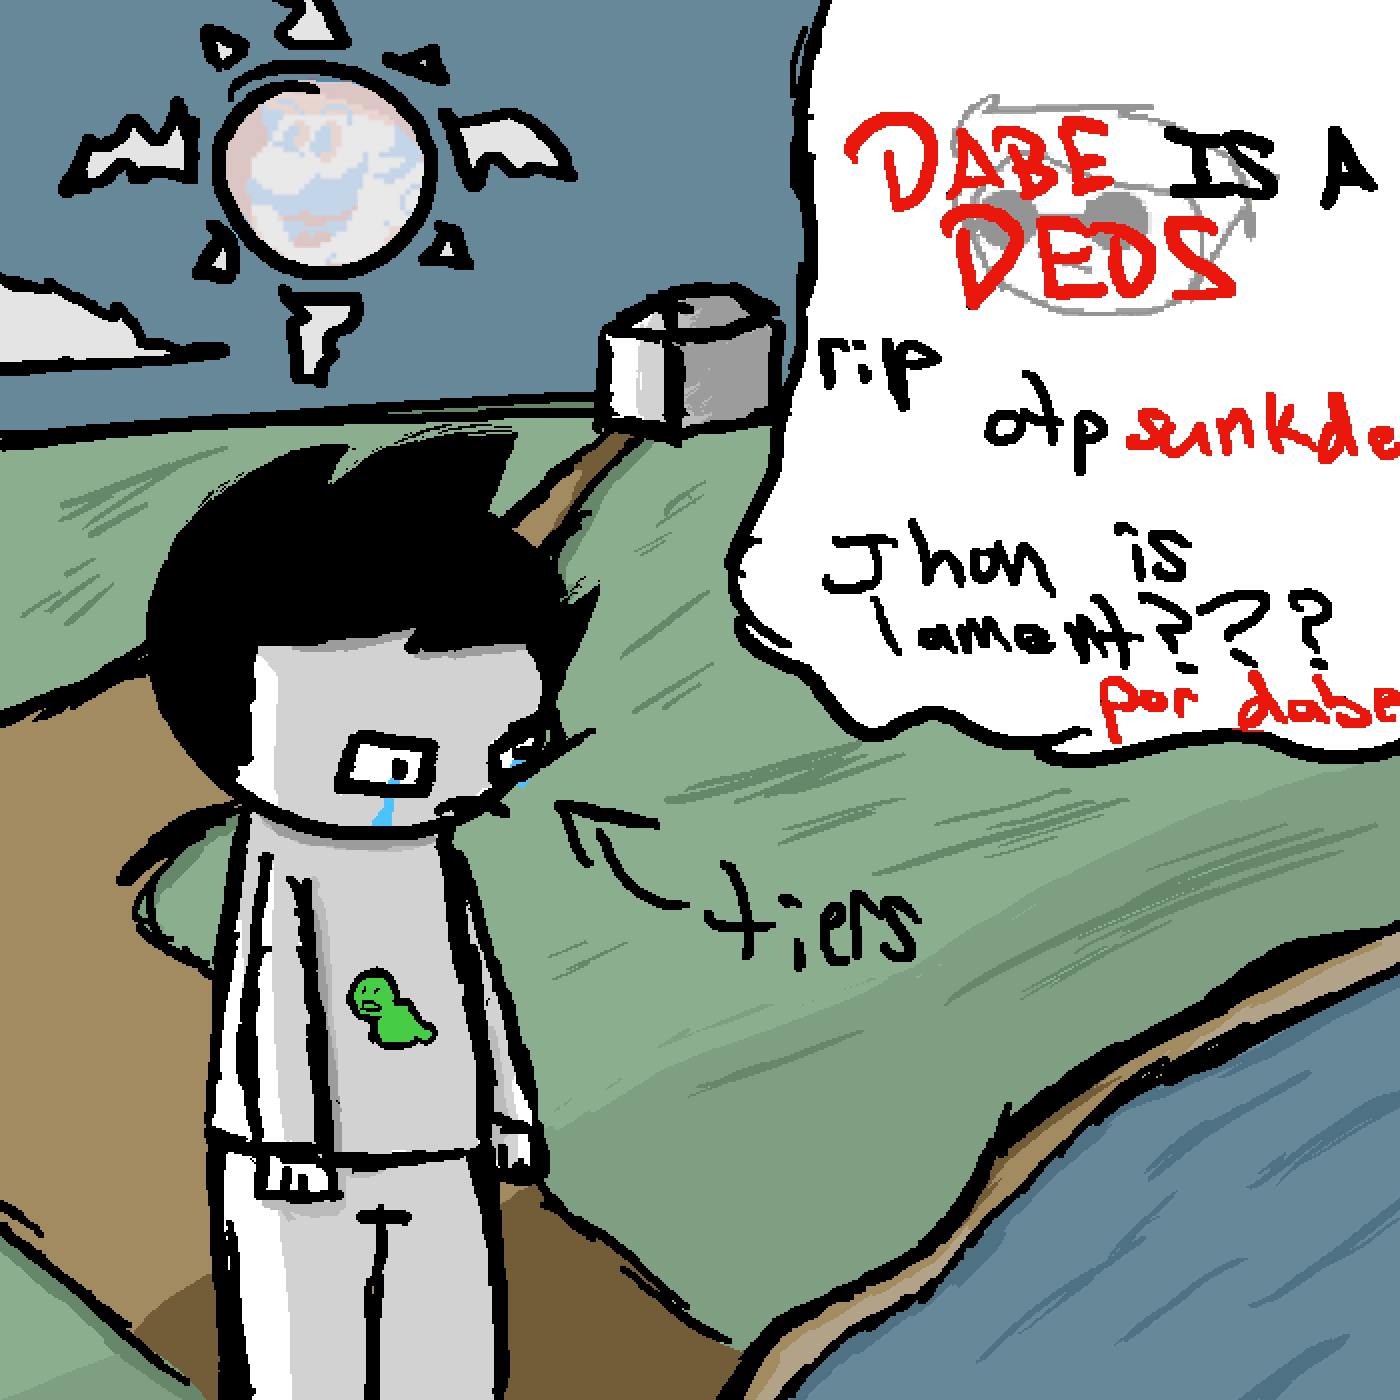 DABE IS A
DEDS
rip
otp sunkde
Jhon is
lament???
por dabe
tiers